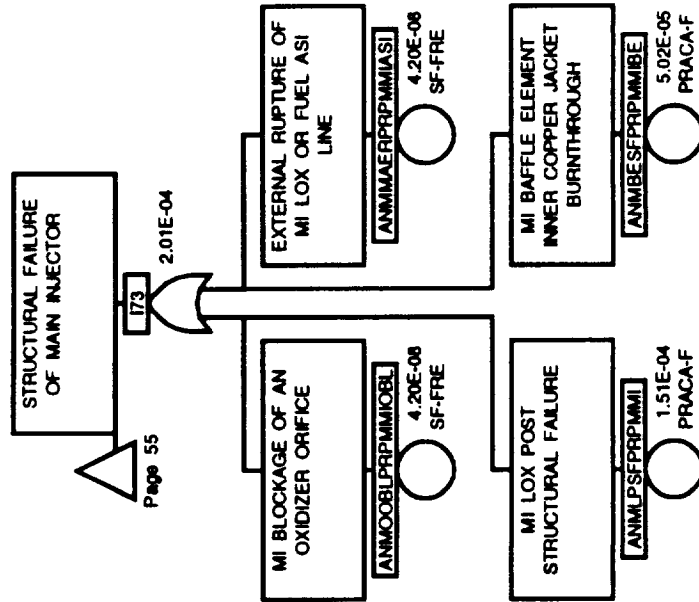 STRUCTURAL FAILURE
OF MAIN INJECTOR
Page 55
I73
2.01E-04
MI BLOCKAGE OF AN
OXIDIZER ORIFICE
ANMOOBLPRPMMIOBL
4.20E-08
SF-FRE
EXTERNAL RUPTURE OF
MI LOX OR FUEL ASI
LINE
ANMMAERPRPMMIASI
4.20E-08
SF-FRE
MI LOX POST
STRUCTURAL FAILURE
ANMLPSFPRPMMI
1.51E-04
PRACA-F
MI BAFFLE ELEMENT
INNER COPPER JACKET
BURNTHROUGH
ANMBESFPRPMMIBE
5.02E-05
PRACA-F